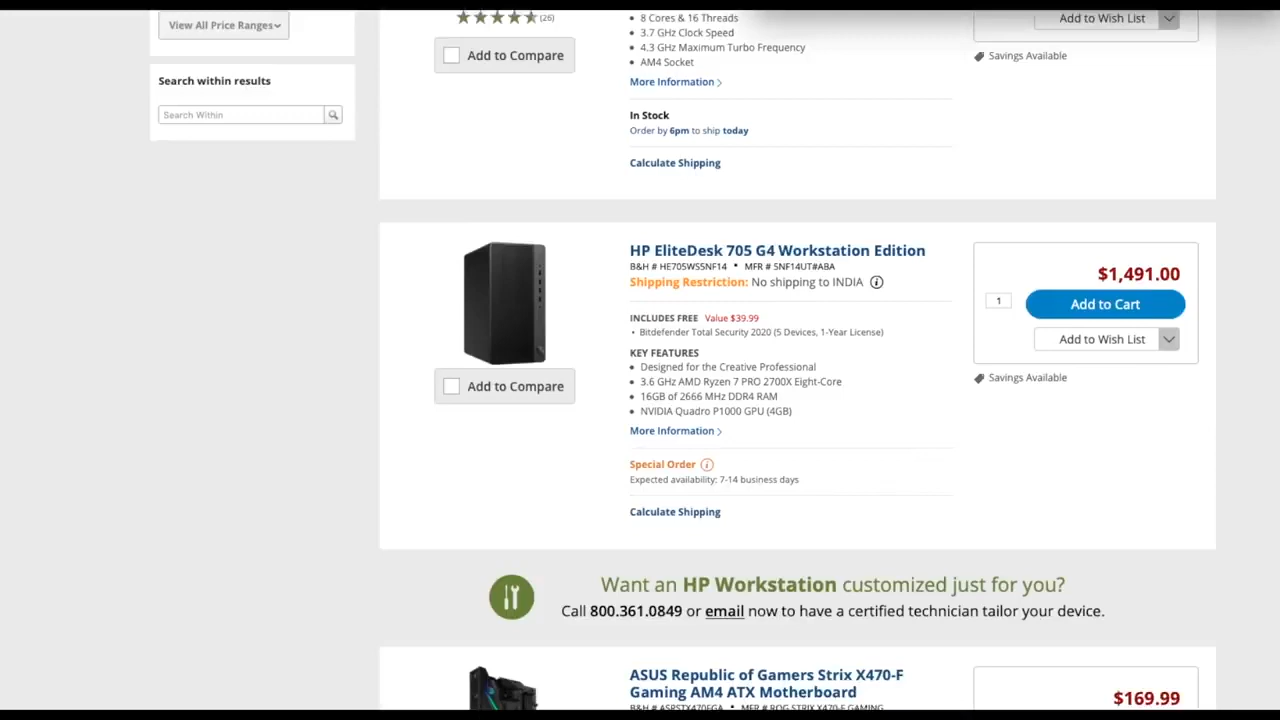 View All Price Ranges
Search within results
Search Within
(26)
Add to Compare
8 Cores & 16 Threads
3.7 GHz Clock Speed
4.3 GHz Maximum Turbo Frequency
AM4 Socket
More Information
In Stock
Order by 6pm to ship today
Calculate Shipping
Add to Wish List
Savings Available
Add to Compare
HP EliteDesk 705 G4 Workstation Edition
B&H # HE705WS5NF14 • MFR # 5NF14UT#ABA
Shipping Restriction: No shipping to INDIA
INCLUDES FREE Value $39.99
• Bitdefender Total Security 2020 (5 Devices, 1-Year License)
KEY FEATURES
Designed for the Creative Professional
3.6 GHz AMD Ryzen 7 PRO 2700X Eight-Core
16GB of 2666 MHz DDR4 RAM
NVIDIA Quadro P1000 GPU (4GB)
More Information
Special Order
Expected availability: 7-14 business days
Calculate Shipping
$1,491.00
1
Add to Cart
Add to Wish List
Savings Available
Want an HP Workstation customized just for you?
Call 800.361.0849 or email now to have a certified technician tailor your device.
ASUS Republic of Gamers Strix X470-F
Gaming AM4 ATX Motherboard
B&H # ASRSTX470FGA • MFR # ROG STRIX X470-F GAMING
$169.99